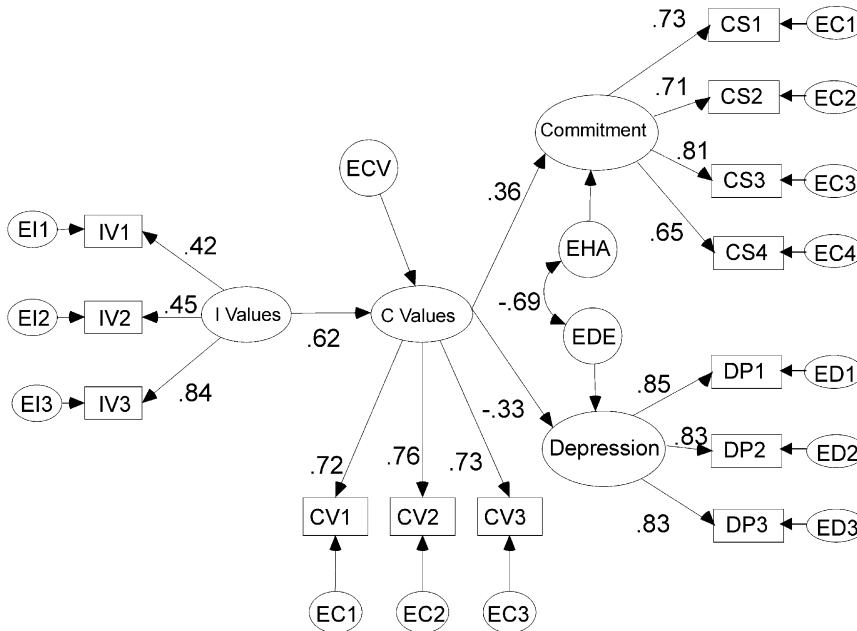 .73
CS1
EC1
.71
CS2
EC2
Commitment
ECV
.81
CS3
EC3
.36
EI1
IV1
.42
.65
CS4
EC4
EHA
EI2
IV2
.45
I Values
C Values
-.69
.62
EDE
EI3
IV3
.84
.85
DP1
ED1
-.33
Depression
.83
DP2
ED2
.72
.76
.73
CV1
CV2
CV3
.83
DP3
ED3
EC1
EC2
EC3